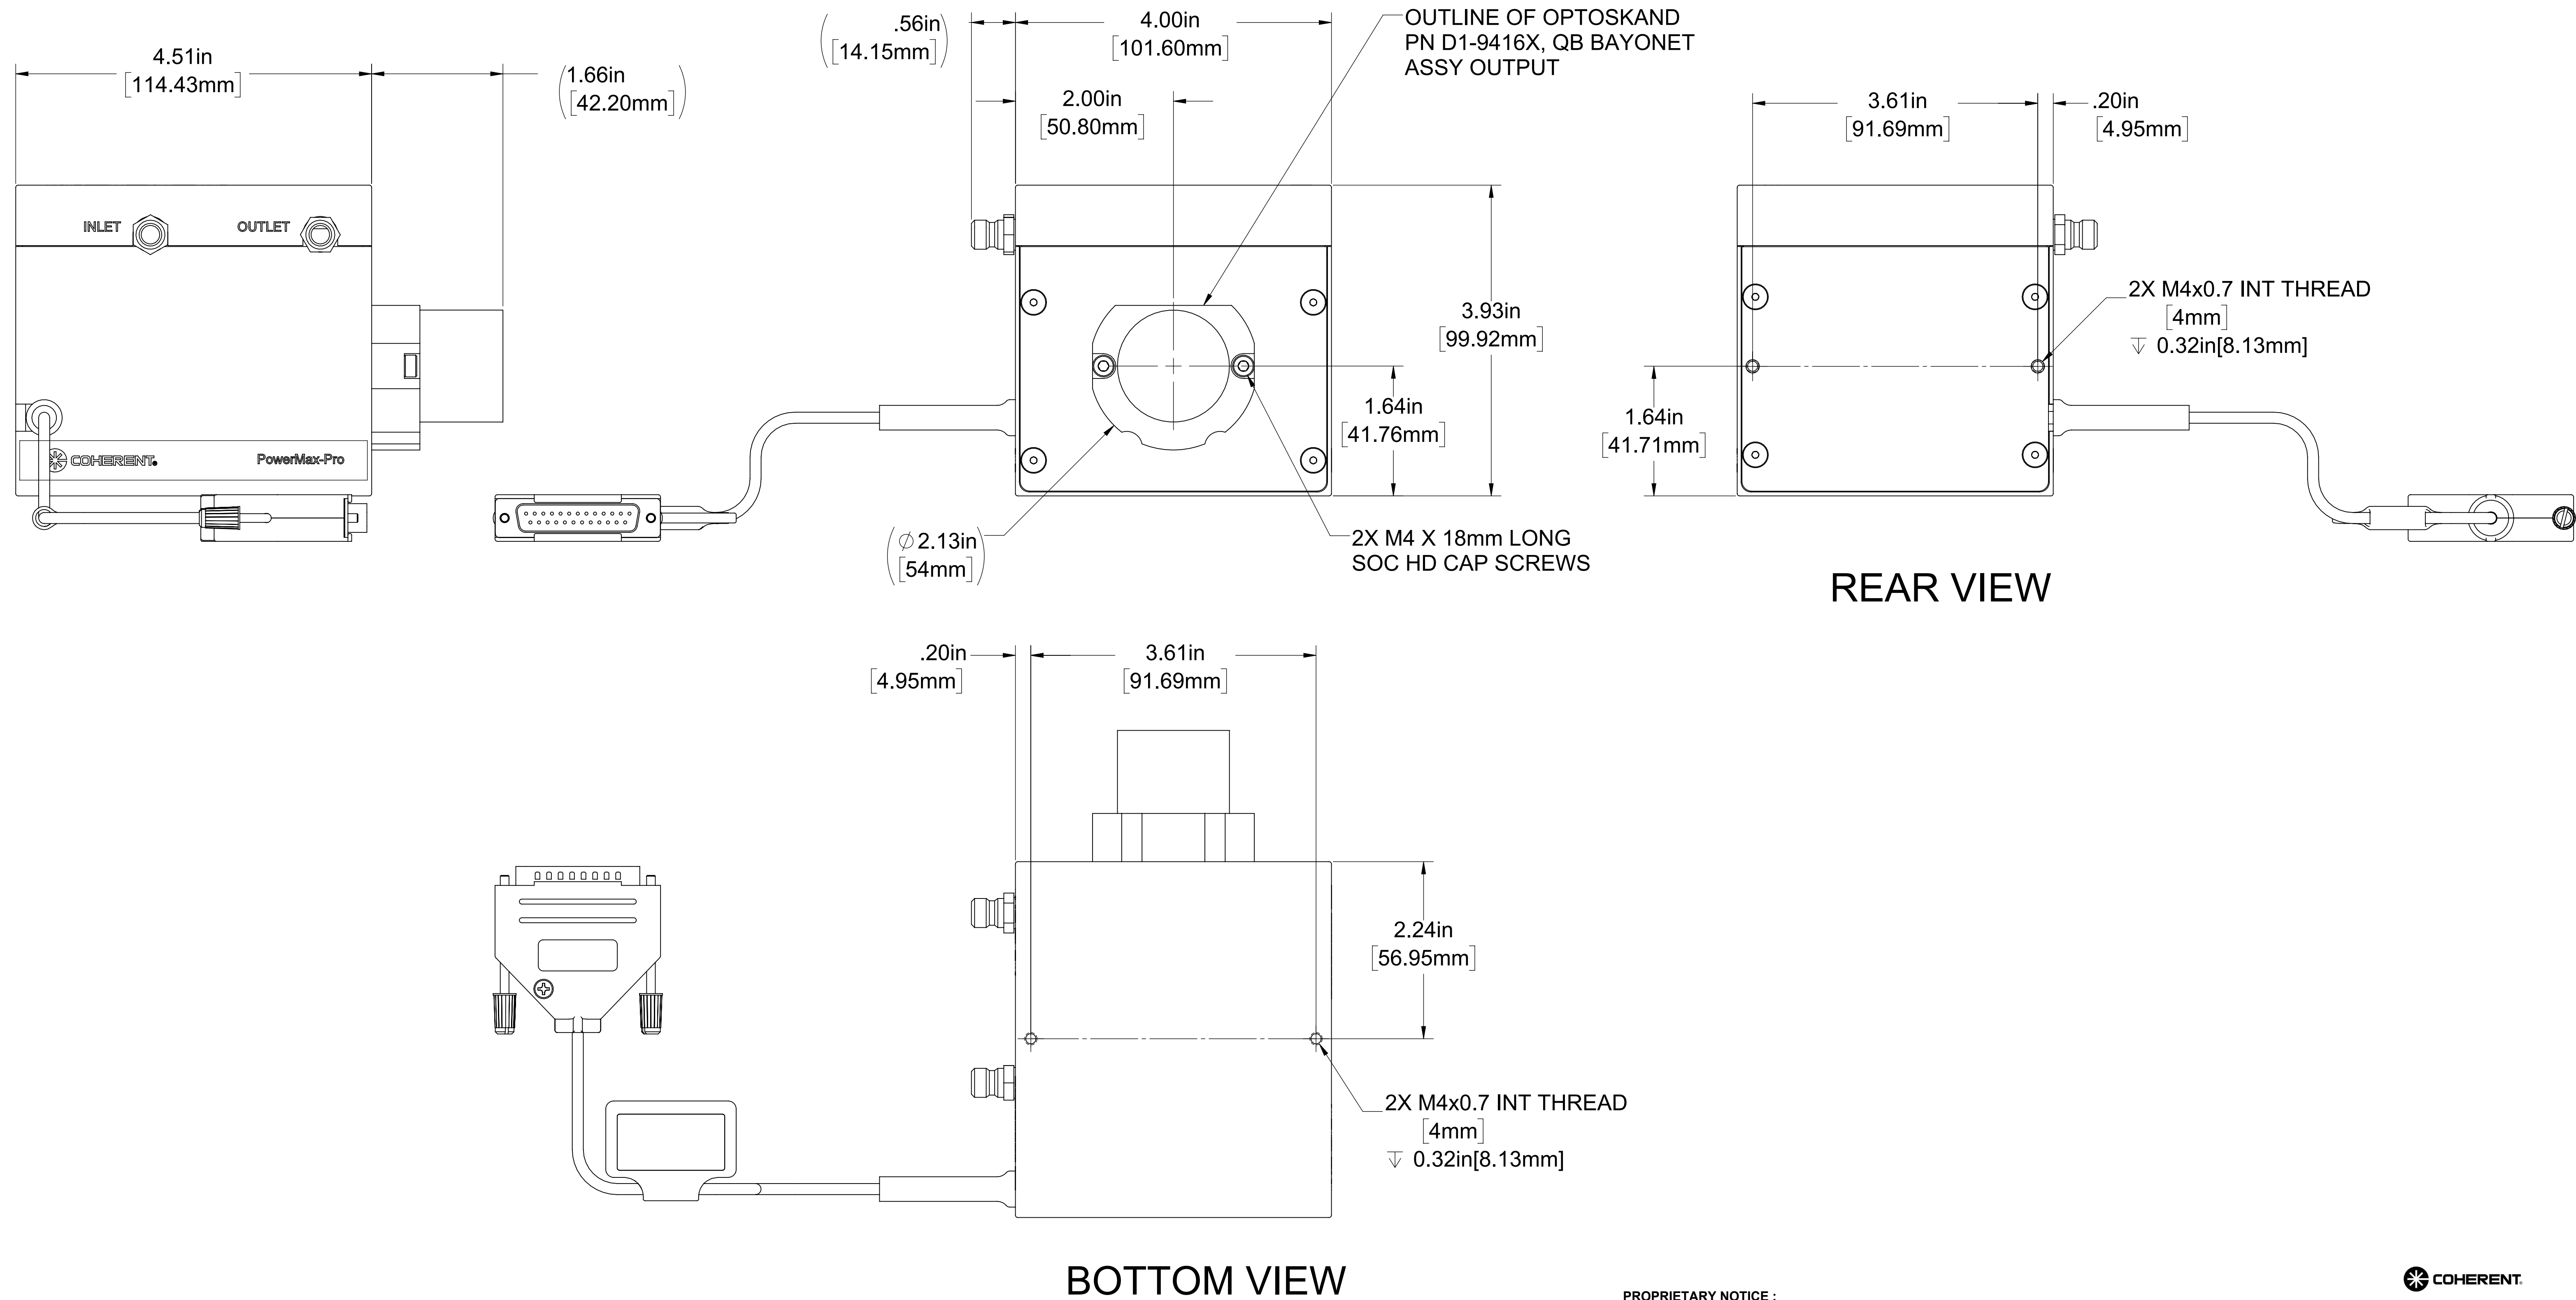 4.51in
[114.43mm]
(1.66in
[42.20mm])
INLET
OUTLET
COHERENT.
PowerMax-Pro
(.56in
[14.15mm])
4.00in
[101.60mm]
2.00in
[50.80mm]
OUTLINE OF OPTOSKAND
PN D1-9416X, QB BAYONET
ASSY OUTPUT
3.93in
[99.92mm]
1.64in
[41.76mm]
(∅ 2.13in
[54mm])
2X M4 X 18mm LONG
SOC HD CAP SCREWS
3.61in
[91.69mm]
.20in
[4.95mm]
2X M4x0.7 INT THREAD
[4mm]
↧ 0.32in[8.13mm]
1.64in
[41.71mm]
REAR VIEW
.20in
[4.95mm]
3.61in
[91.69mm]
2.24in
[56.95mm]
2X M4x0.7 INT THREAD
[4mm]
↧ 0.32in[8.13mm]
BOTTOM VIEW
PROPRIETARY NOTICE :
COHERENT.